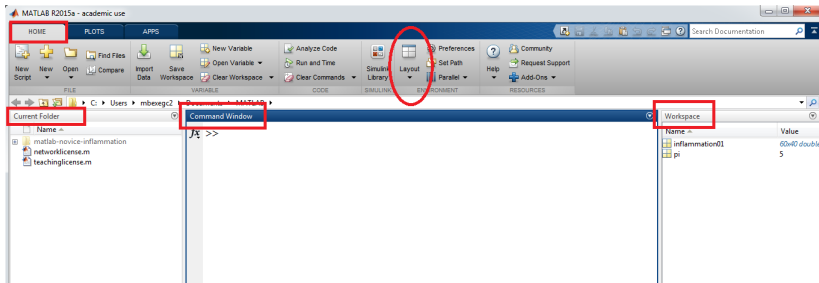 MATLAB R2015a - academic use
HOME PLOTS APPS Search Documentation
New Script New Open Find Files Compare Import Data Save Workspace New Variable Open Variable Clear Workspace Analyze Code Run and Time Clear Commands Simulink Library Layout Preferences Set Path Parallel Help Community Request Support Add-Ons
FILE VARIABLE CODE SIMULINK ENVIRONMENT RESOURCES
C: Users mbexegc2 Documents MATLAB
Current Folder Command Window Workspace
Name fx >> Name Value
matlab-novice-inflammation inflammation01 60x40 double
networklicense.m pi 5
teachinglicense.m